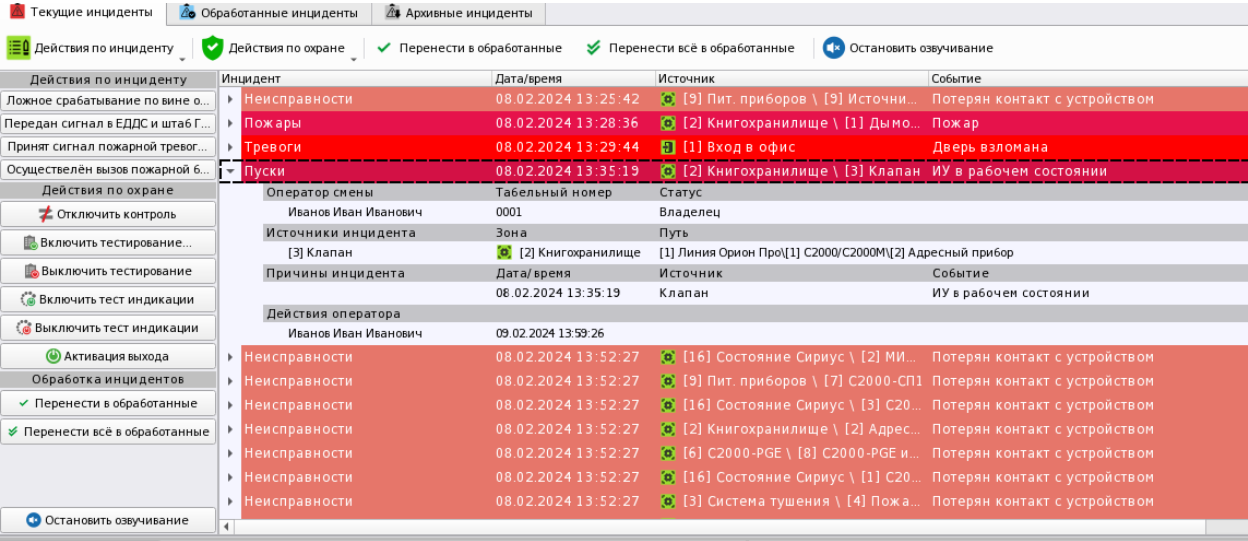 Текущие инциденты Обработанные инциденты Архивные инциденты
Действия по инциденту Действия по охране Перенести в обработанные Перенести всё в обработанные Остановить озвучивание
Действия по инциденту
Ложное срабатывание по вине о...
Передан сигнал в ЕДДС и штаб Г...
Принят сигнал пожарной тревог...
Осуществелён вызов пожарной б...
Действия по охране
Отключить контроль
Включить тестирование...
Выключить тестирование
Включить тест индикации
Выключить тест индикации
Активация выхода
Обработка инцидентов
Перенести в обработанные
Перенести всё в обработанные
Остановить озвучивание
Инцидент Дата/время Источник Событие
Неисправности 08.02.2024 13:25:42 [9] Пит. приборов \ [9] Источни... Потерян контакт с устройством
Пожары 08.02.2024 13:28:36 [2] Книгохранилище \ [1] Дымо... Пожар
Тревоги 08.02.2024 13:29:44 [1] Вход в офис Дверь взломана
Пуски 08.02.2024 13:35:19 [2] Книгохранилище \ [3] Клапан ИУ в рабочем состоянии
Оператор смены Табельный номер Статус
Иванов Иван Иванович 0001 Владелец
Источники инцидента Зона Путь
[3] Клапан [2] Книгохранилище [1] Линия Орион Про\[1] С2000/С2000М\[2] Адресный прибор
Причины инцидента Дата/время Источник Событие
08.02.2024 13:35:19 Клапан ИУ в рабочем состоянии
Действия оператора
Иванов Иван Иванович 09.02.2024 13:59:26
Неисправности 08.02.2024 13:52:27 [16] Состояние Сириус \ [2] МИ... Потерян контакт с устройством
Неисправности 08.02.2024 13:52:27 [9] Пит. приборов \ [7] С2000-СП1 Потерян контакт с устройством
Неисправности 08.02.2024 13:52:27 [16] Состояние Сириус \ [3] С20... Потерян контакт с устройством
Неисправности 08.02.2024 13:52:27 [2] Книгохранилище \ [2] Адрес... Потерян контакт с устройством
Неисправности 08.02.2024 13:52:27 [6] С2000-PGE \ [8] С2000-PGE и... Потерян контакт с устройством
Неисправности 08.02.2024 13:52:27 [16] Состояние Сириус \ [1] С20... Потерян контакт с устройством
Неисправности 08.02.2024 13:52:27 [3] Система тушения \ [4] Пожа... Потерян контакт с устройством